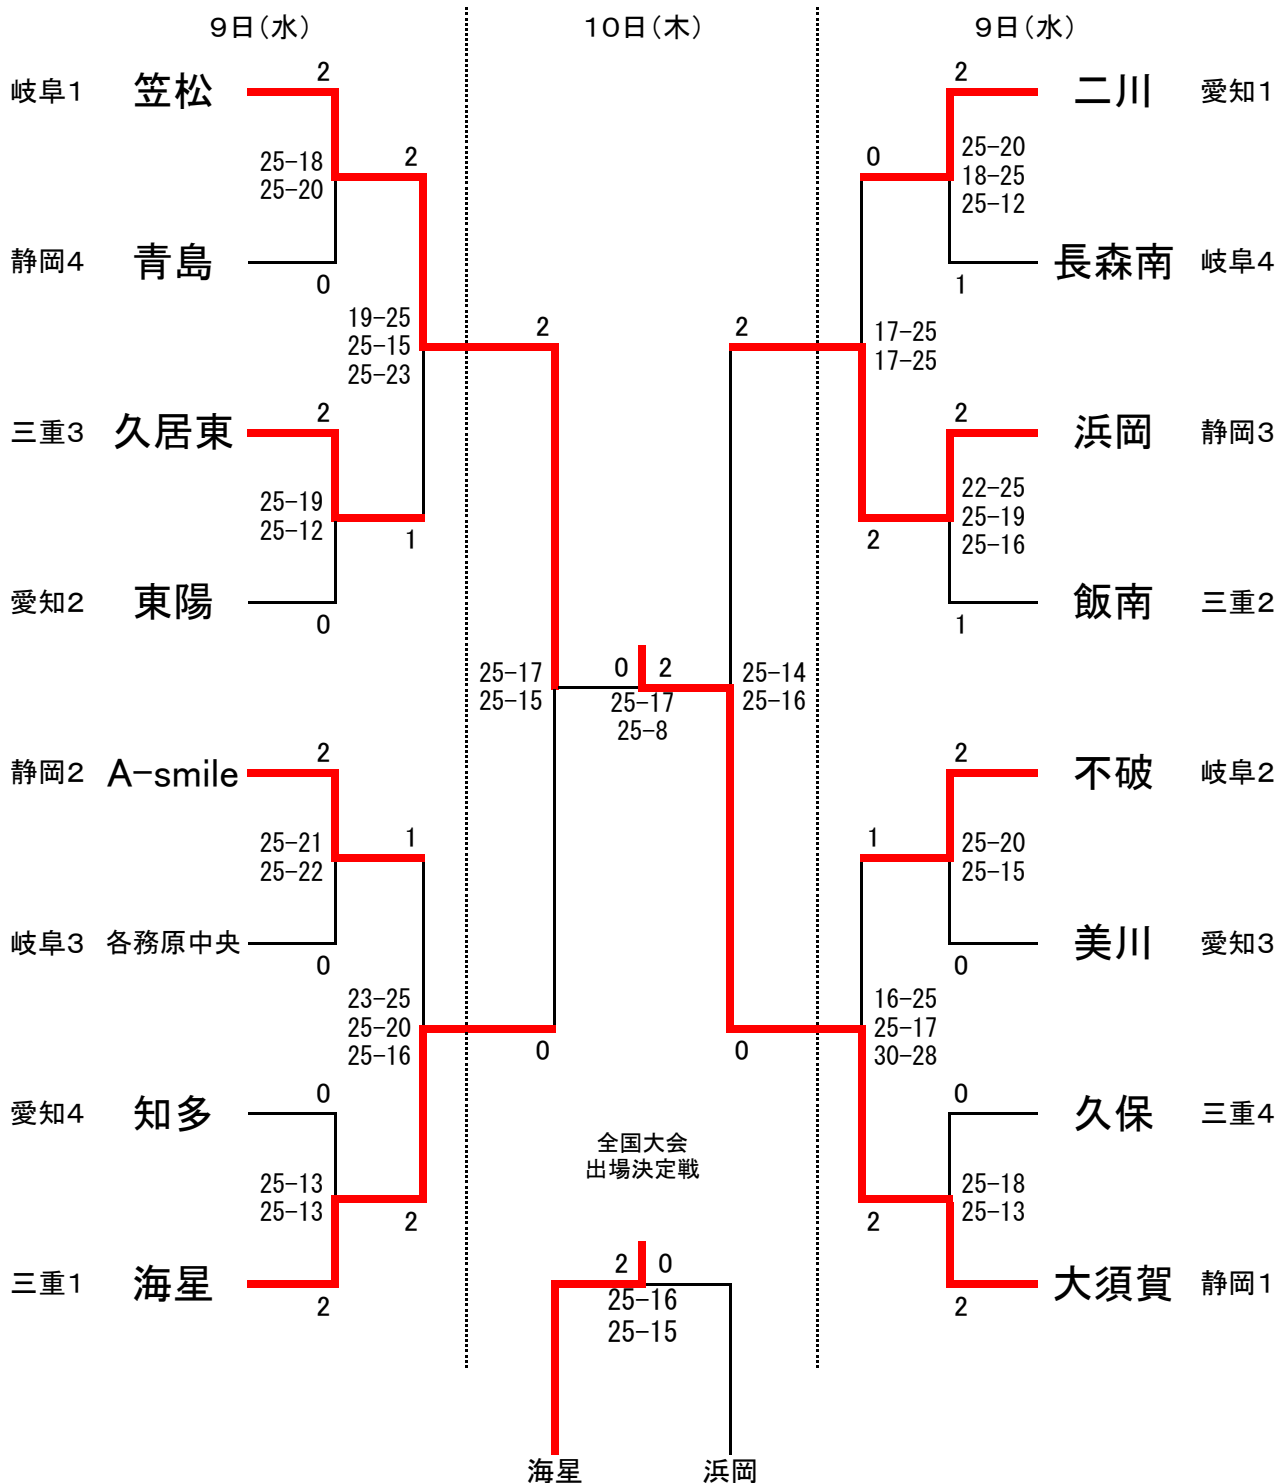 9日(水)
10日(木)
9日(水)
岐阜1 笠松 2
2 二川 愛知1
25-18
25-20
2
0
25-20
18-25
25-12
静岡4 青島
0
長森南 岐阜4
1
19-25
25-15
25-23
2
2
17-25
17-25
三重3 久居東 2
2 浜岡 静岡3
25-19
25-12
1
2
22-25
25-19
25-16
愛知2 東陽
0
飯南 三重2
1
25-17
25-15
0 2
25-17
25-8
25-14
25-16
静岡2 A-smile 2
2 不破 岐阜2
25-21
25-22
1
1
25-20
25-15
岐阜3 各務原中央
0
美川 愛知3
0
23-25
25-20
25-16
0
0
16-25
25-17
30-28
愛知4 知多 0
0 久保 三重4
全国大会
出場決定戦
25-13
25-13
2
2
25-18
25-13
三重1 海星
2
大須賀 静岡1
2
2 0
25-16
25-15
海星
浜岡